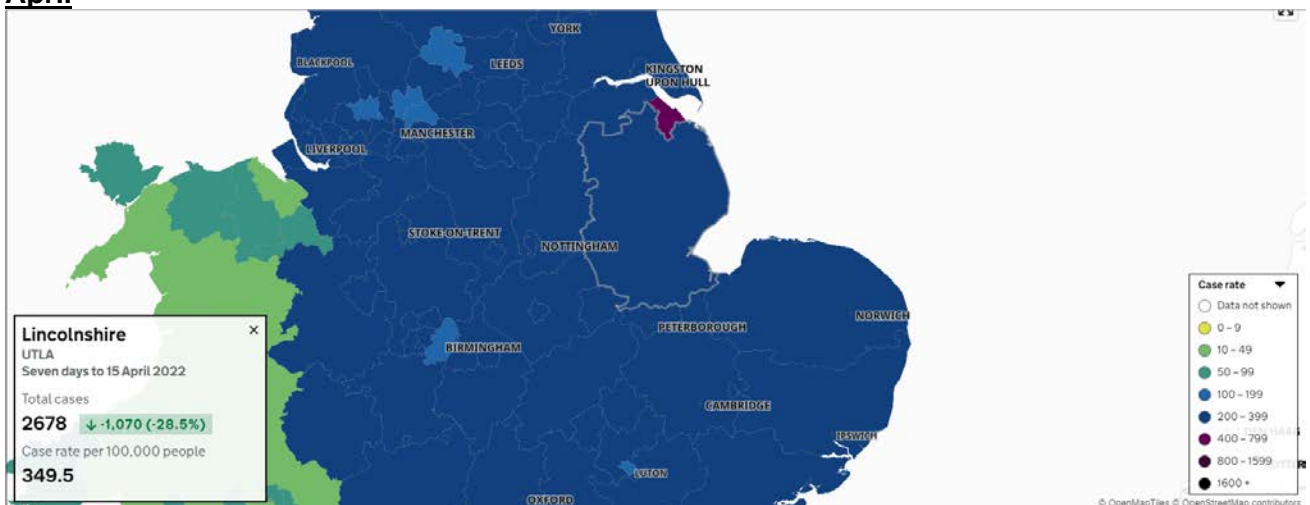 April
YORK
BLACKPOOL
LEEDS
KINGSTON
UPON HULL
MANCHESTER
LIVERPOOL
STOKE-ON-TRENT
NOTTINGHAM
PETERBOROUGH
NORWICH
BIRMINGHAM
CAMBRIDGE
IPSWICH
LUTON
OXFORD
Lincolnshire ×
UTLA
Seven days to 15 April 2022
Total cases
2678 ↓ -1,070 (-28.5%)
Case rate per 100,000 people
349.5
Case rate ▼
Data not shown
0 – 9
10 – 49
50 – 99
100 – 199
200 – 399
400 – 799
800 – 1599
1600 +
© OpenMapTiles © OpenStreetMap contributors